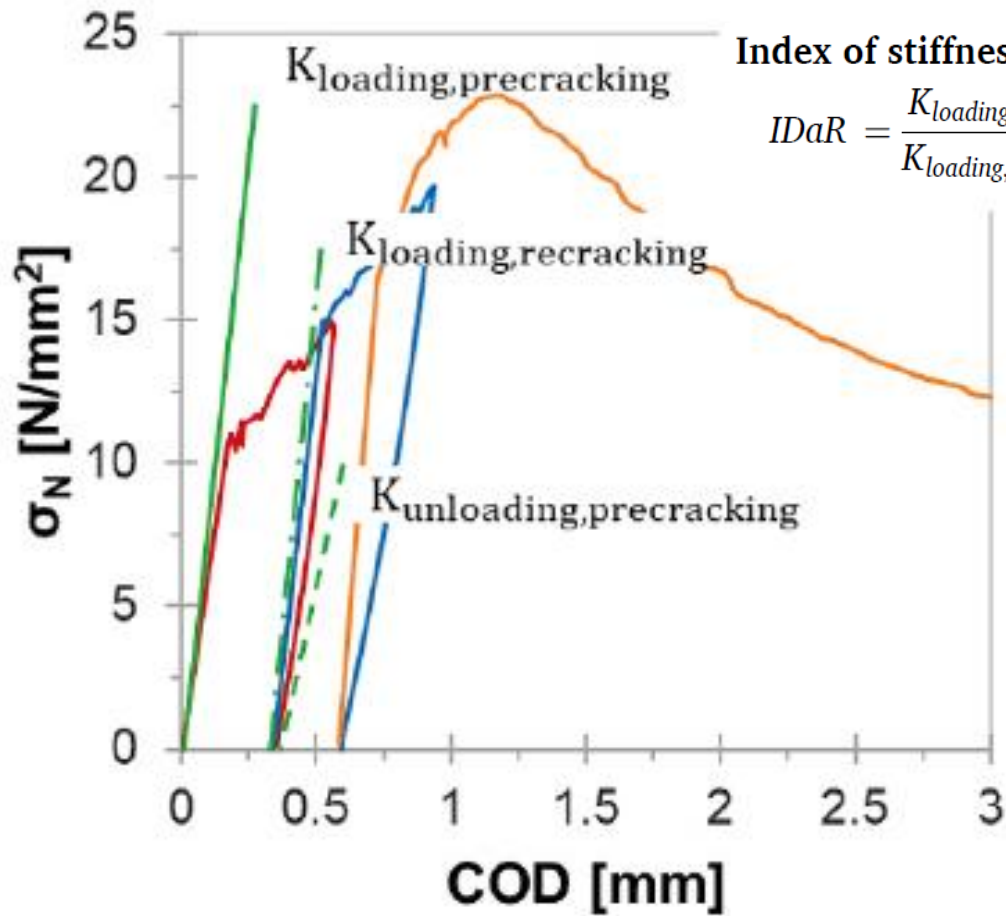 25
K_loading,precracking
Index of stiffnes
IDaR = K_loading / K_loading,
20
K_loading,recracking
15
10
K_unloading,precracking
5
0
σ_N [N/mm²]
0 0.5 1 1.5 2 2.5 3
COD [mm]